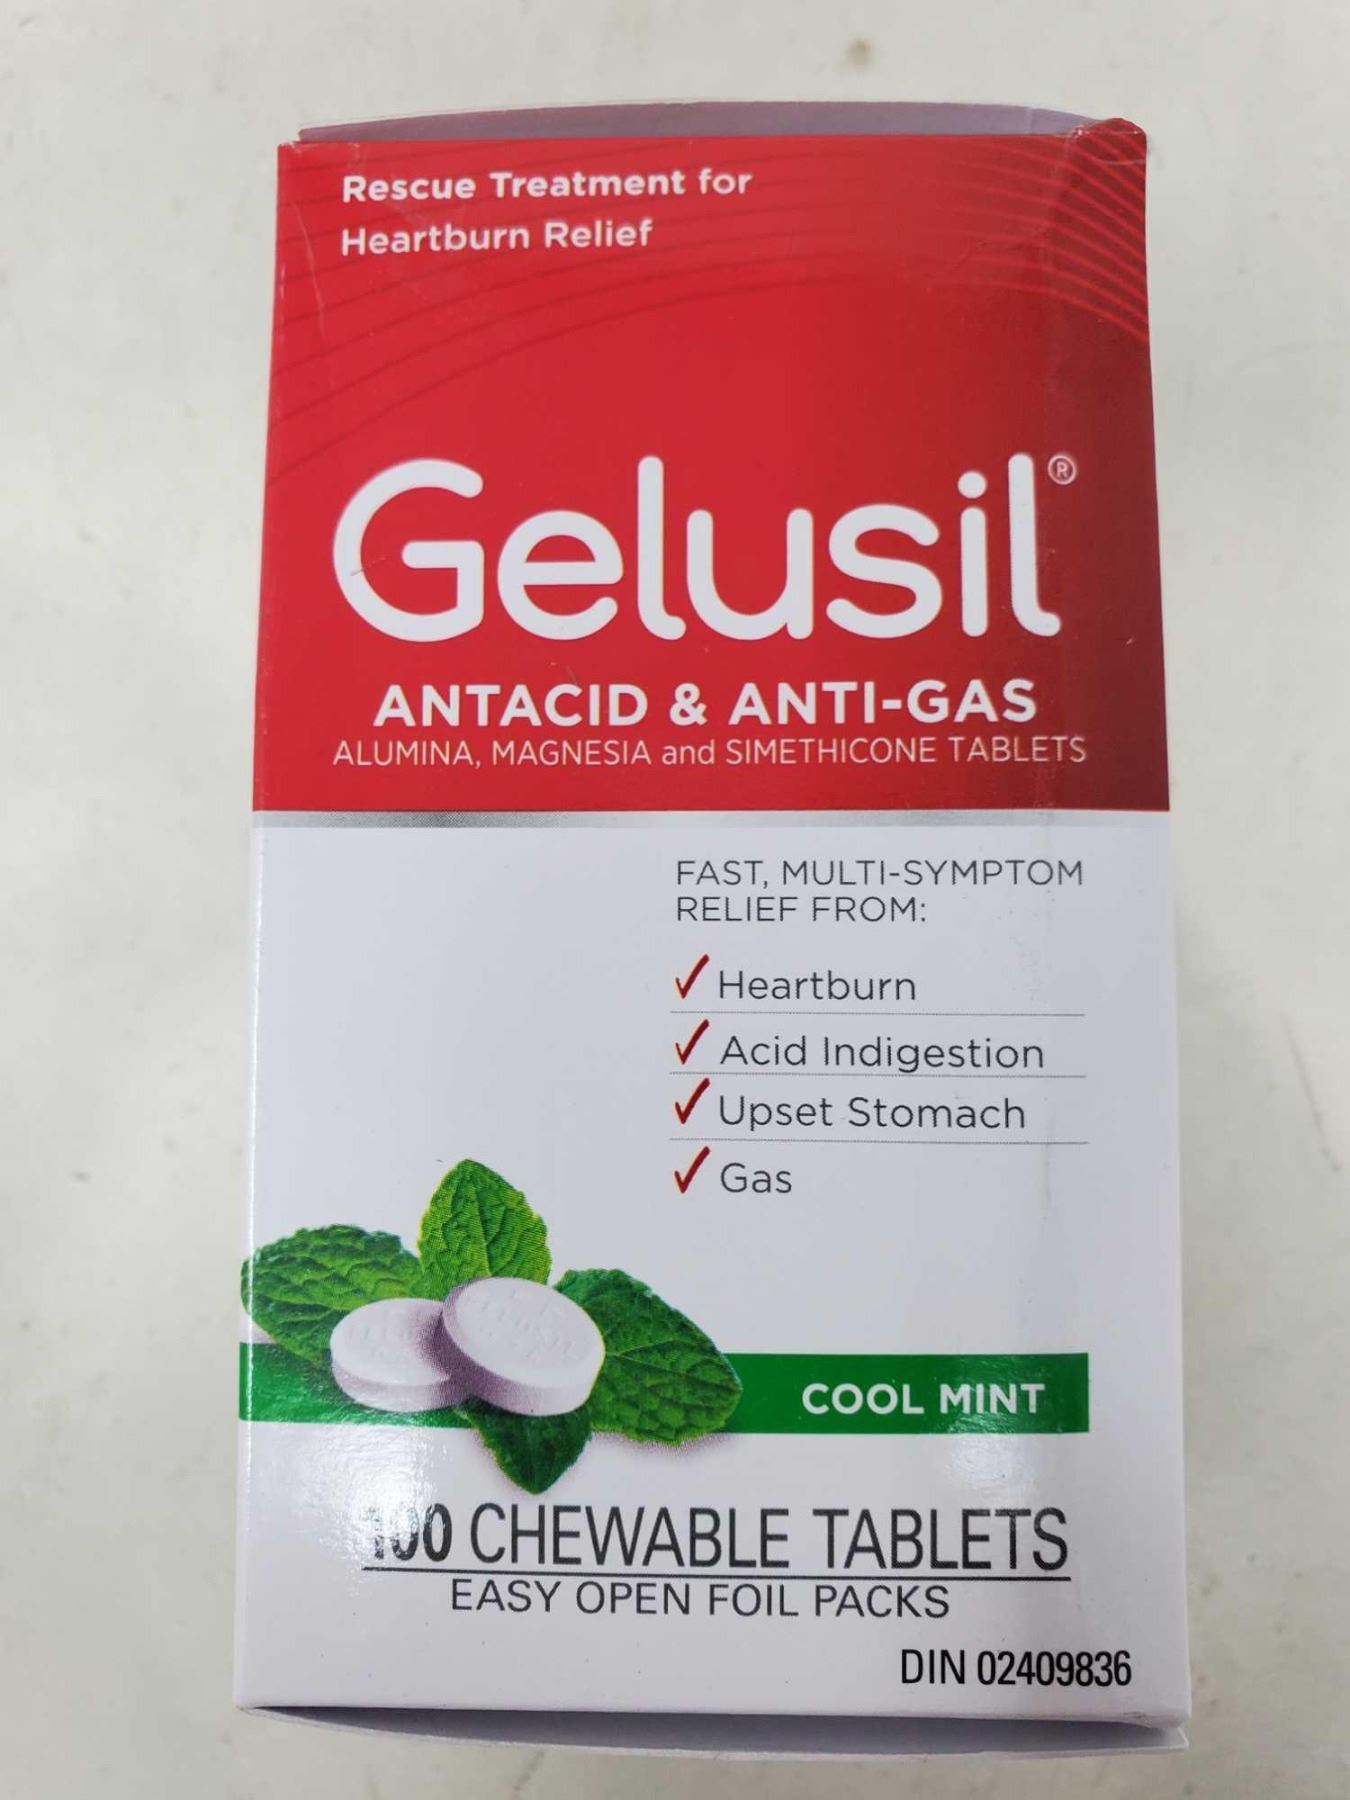 Rescue Treatment for
Heartburn Relief
Gelusil®
ANTACID & ANTI-GAS
ALUMINA, MAGNESIA and SIMETHICONE TABLETS
FAST, MULTI-SYMPTOM
RELIEF FROM:
✓ Heartburn
✓ Acid Indigestion
✓ Upset Stomach
✓ Gas
COOL MINT
100 CHEWABLE TABLETS
EASY OPEN FOIL PACKS
DIN 02409836